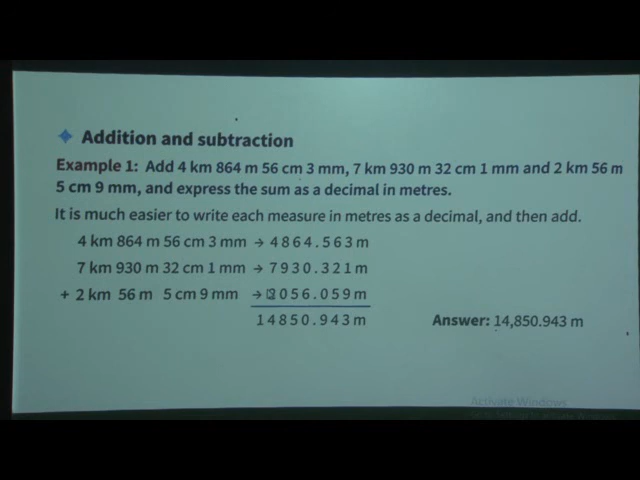 Addition and subtraction
Example 1: Add 4 km 864 m 56 cm 3 mm, 7 km 930 m 32 cm 1 mm and 2 km 56 m
5 cm 9 mm, and express the sum as a decimal in metres.
It is much easier to write each measure in metres as a decimal, and then add.
4 km 864 m 56 cm 3 mm → 4864.563 m
7 km 930 m 32 cm 1 mm → 7930.321 m
+ 2 km 56 m 5 cm 9 mm → 2056.059 m
14850.943 m
Answer: 14,850.943 m
Activate Windows